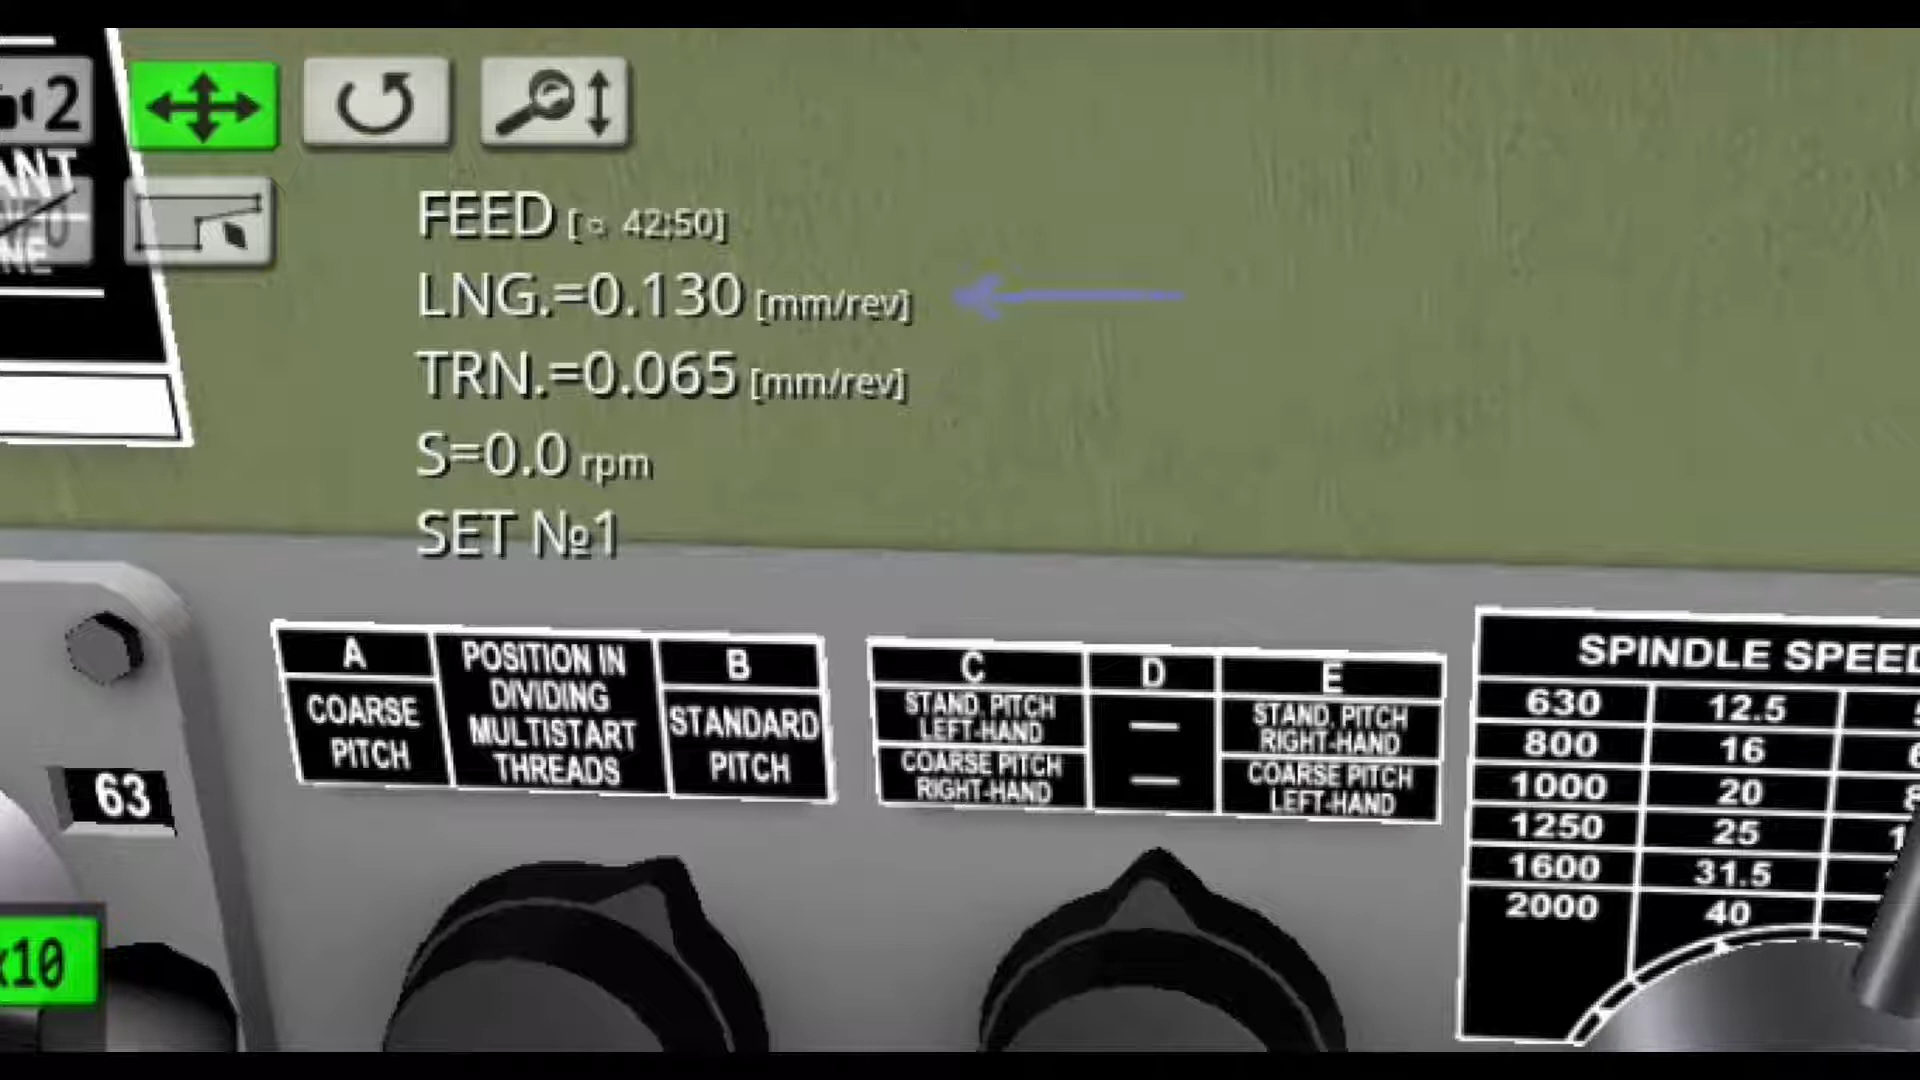 2
ANT
NE
FEED [ 42;50]
LNG.=0.130 [mm/rev]
TRN.=0.065 [mm/rev]
S=0.0 rpm
SET №1
A
COARSE
PITCH
POSITION IN
DIVIDING
MULTISTART
THREADS
B
STANDARD
PITCH
C
STAND. PITCH
LEFT-HAND
COARSE PITCH
RIGHT-HAND
D
—
—
E
STAND. PITCH
RIGHT-HAND
COARSE PITCH
LEFT-HAND
SPINDLE SPEED
630 12.5
800 16
1000 20
1250 25
1600 31.5
2000 40
63
x10